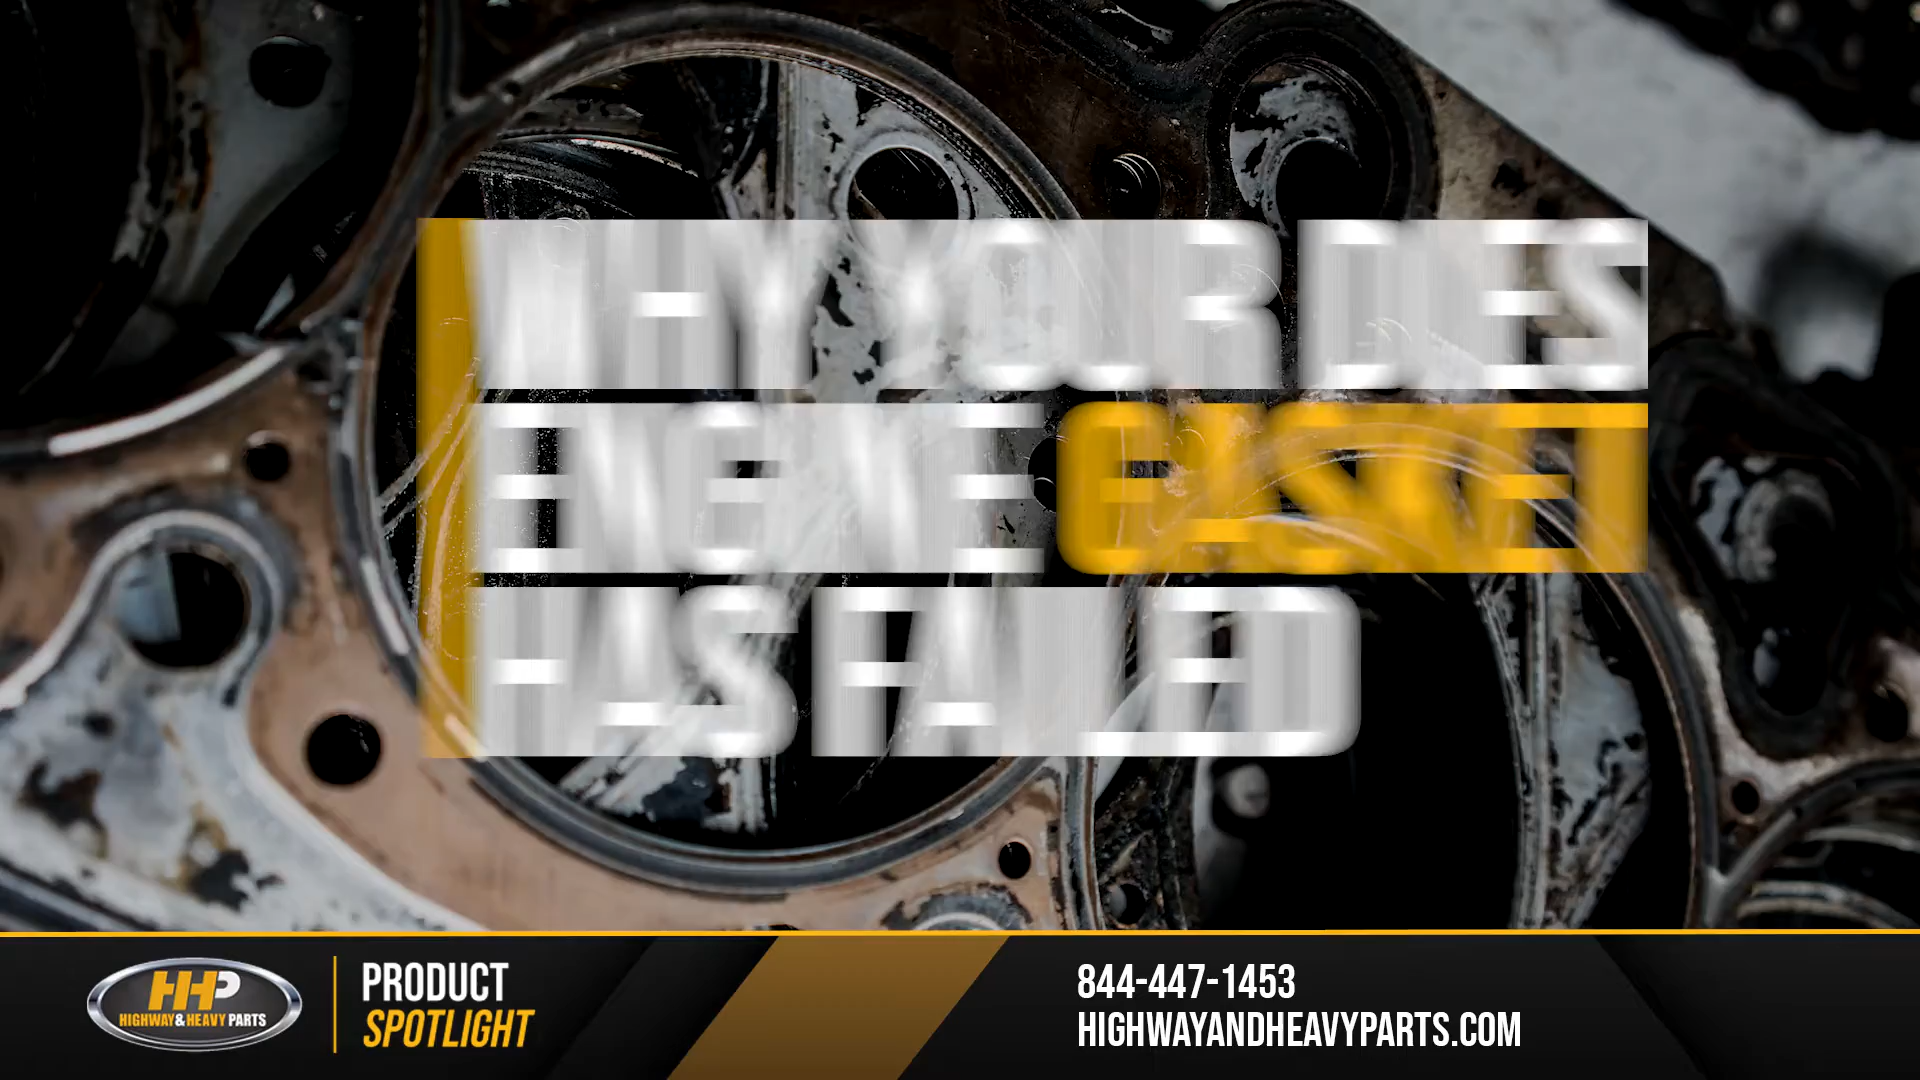 WHY YOUR DIES
ENGINE GASKET
HAS FAILED
HHP
HIGHWAY & HEAVY PARTS
PRODUCT
SPOTLIGHT
844-447-1453
HIGHWAYANDHEAVYPARTS.COM